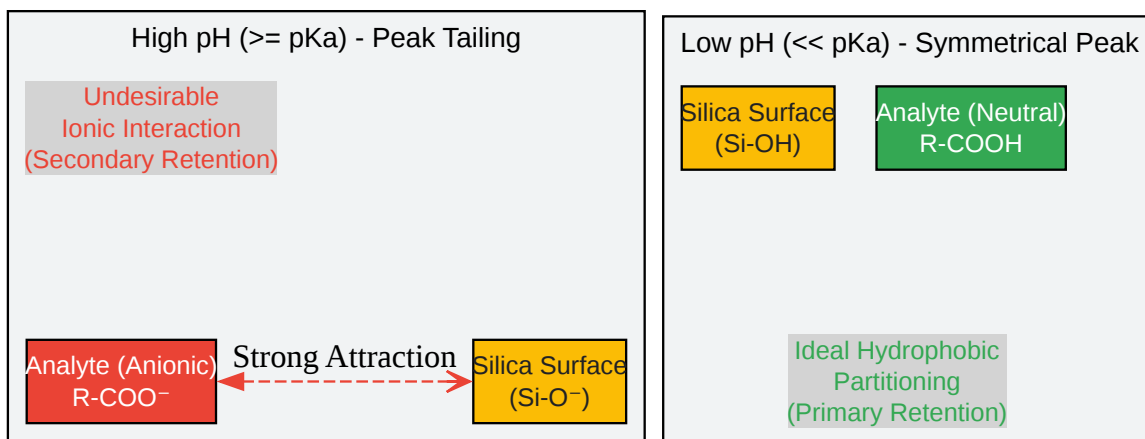 High pH (>= pKa) - Peak Tailing
Undesirable
Ionic Interaction
(Secondary Retention)
Analyte (Anionic)
R-COO⁻
Strong Attraction
Silica Surface
(Si-O⁻)
Low pH (<< pKa) - Symmetrical Peak
Silica Surface
(Si-OH)
Analyte (Neutral)
R-COOH
Ideal Hydrophobic
Partitioning
(Primary Retention)